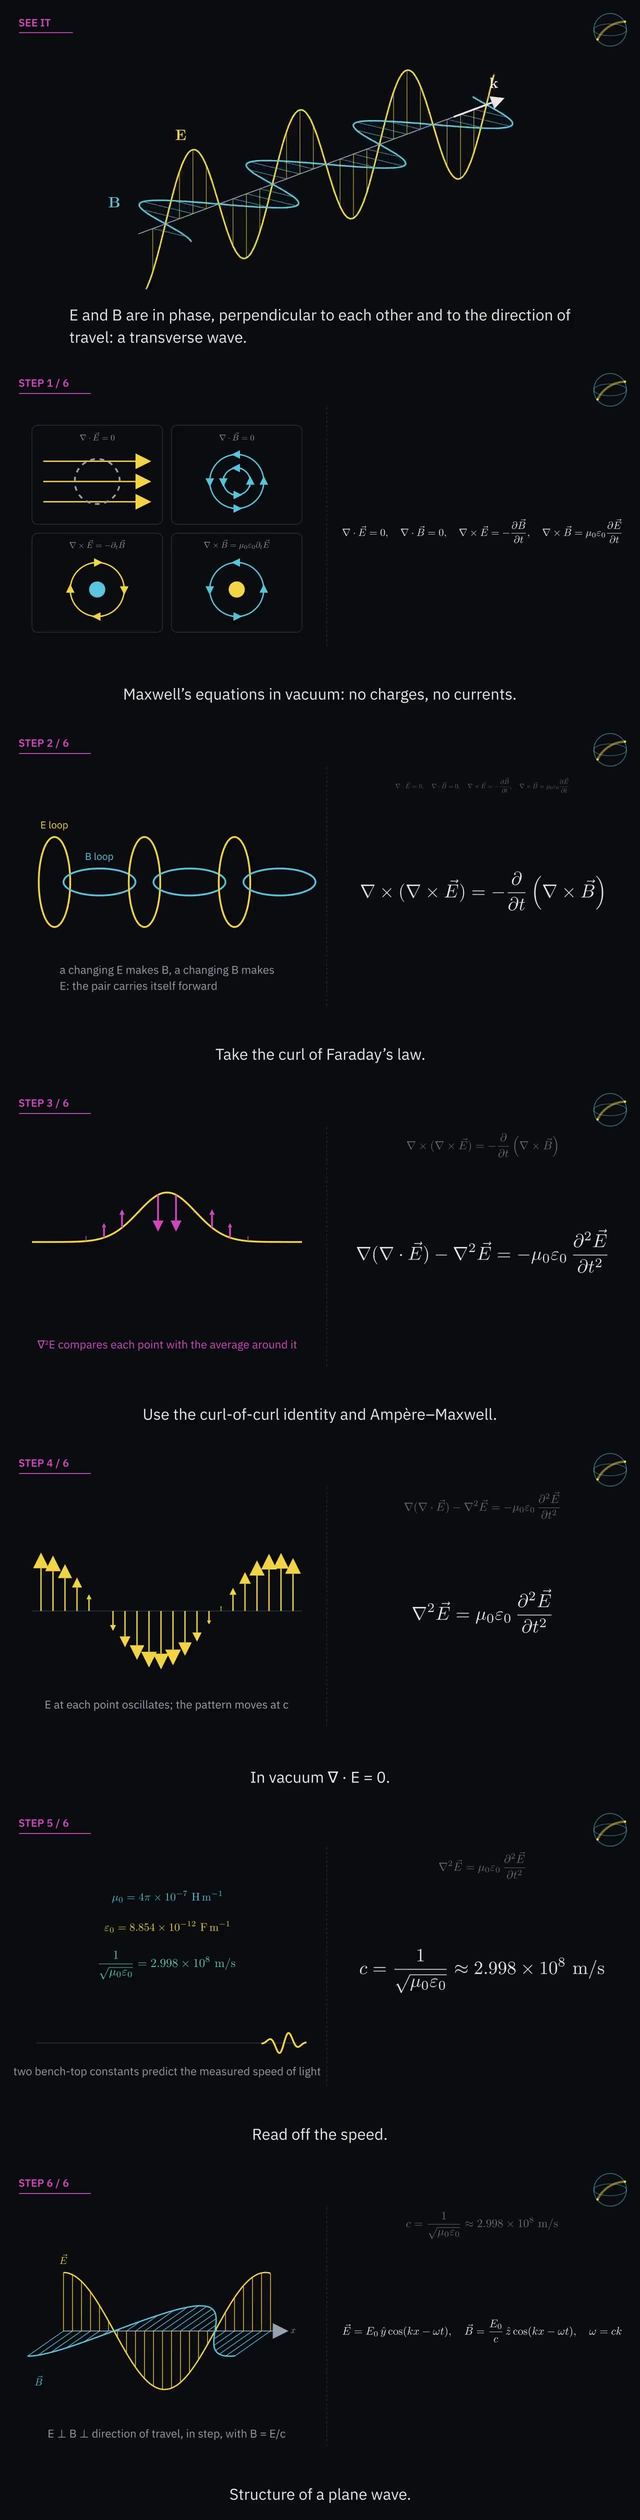 SEE IT
k
E
B
E and B are in phase, perpendicular to each other and to the direction of
travel: a transverse wave.
STEP 1 / 6
∇ · E⃗ = 0
∇ · B⃗ = 0
∇ × E⃗ = −∂ₜB⃗
∇ × B⃗ = μ₀ε₀∂ₜE⃗
∇ · E⃗ = 0, ∇ · B⃗ = 0, ∇ × E⃗ = −∂B⃗/∂t, ∇ × B⃗ = μ₀ε₀ ∂E⃗/∂t
Maxwell’s equations in vacuum: no charges, no currents.
STEP 2 / 6
∇ · E⃗ = 0, ∇ · B⃗ = 0, ∇ × E⃗ = −∂B⃗/∂t, ∇ × B⃗ = μ₀ε₀ ∂E⃗/∂t
E loop
B loop
∇ × (∇ × E⃗) = −∂/∂t (∇ × B⃗)
a changing E makes B, a changing B makes
E: the pair carries itself forward
Take the curl of Faraday’s law.
STEP 3 / 6
∇ × (∇ × E⃗) = −∂/∂t (∇ × B⃗)
∇(∇ · E⃗) − ∇²E⃗ = −μ₀ε₀ ∂²E⃗/∂t²
∇²E compares each point with the average around it
Use the curl-of-curl identity and Ampère–Maxwell.
STEP 4 / 6
∇(∇ · E⃗) − ∇²E⃗ = −μ₀ε₀ ∂²E⃗/∂t²
∇²E⃗ = μ₀ε₀ ∂²E⃗/∂t²
E at each point oscillates; the pattern moves at c
In vacuum ∇ · E = 0.
STEP 5 / 6
∇²E⃗ = μ₀ε₀ ∂²E⃗/∂t²
μ₀ = 4π × 10⁻⁷ H m⁻¹
ε₀ = 8.854 × 10⁻¹² F m⁻¹
1/√(μ₀ε₀) = 2.998 × 10⁸ m/s
c = 1/√(μ₀ε₀) ≈ 2.998 × 10⁸ m/s
two bench-top constants predict the measured speed of light
Read off the speed.
STEP 6 / 6
c = 1/√(μ₀ε₀) ≈ 2.998 × 10⁸ m/s
E⃗
x
B⃗
E⃗ = E₀ ŷ cos(kx − ωt), B⃗ = E₀/c ẑ cos(kx − ωt), ω = ck
E ⊥ B ⊥ direction of travel, in step, with B = E/c
Structure of a plane wave.